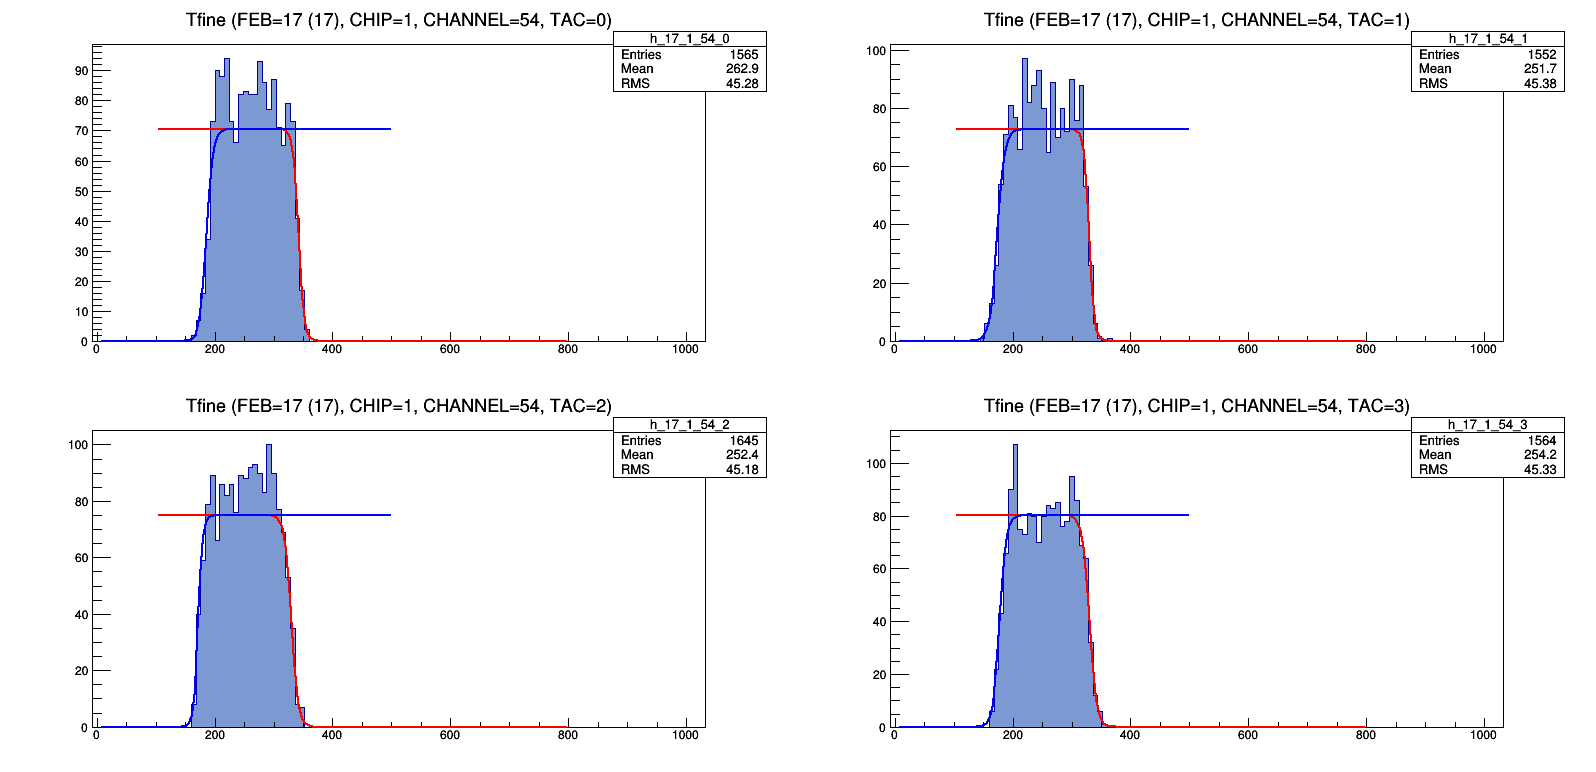 Tfine (FEB=17 (17), CHIP=1, CHANNEL=54, TAC=0)
h_17_1_54_0
Entries 1565
Mean 262.9
RMS 45.28
90
80
70
60
50
40
30
20
10
0
0 200 400 600 800 1000
Tfine (FEB=17 (17), CHIP=1, CHANNEL=54, TAC=1)
h_17_1_54_1
Entries 1552
Mean 251.7
RMS 45.38
100
80
60
40
20
0
0 200 400 600 800 1000
Tfine (FEB=17 (17), CHIP=1, CHANNEL=54, TAC=2)
h_17_1_54_2
Entries 1645
Mean 252.4
RMS 45.18
100
80
60
40
20
0
0 200 400 600 800 1000
Tfine (FEB=17 (17), CHIP=1, CHANNEL=54, TAC=3)
h_17_1_54_3
Entries 1564
Mean 254.2
RMS 45.33
100
80
60
40
20
0
0 200 400 600 800 1000